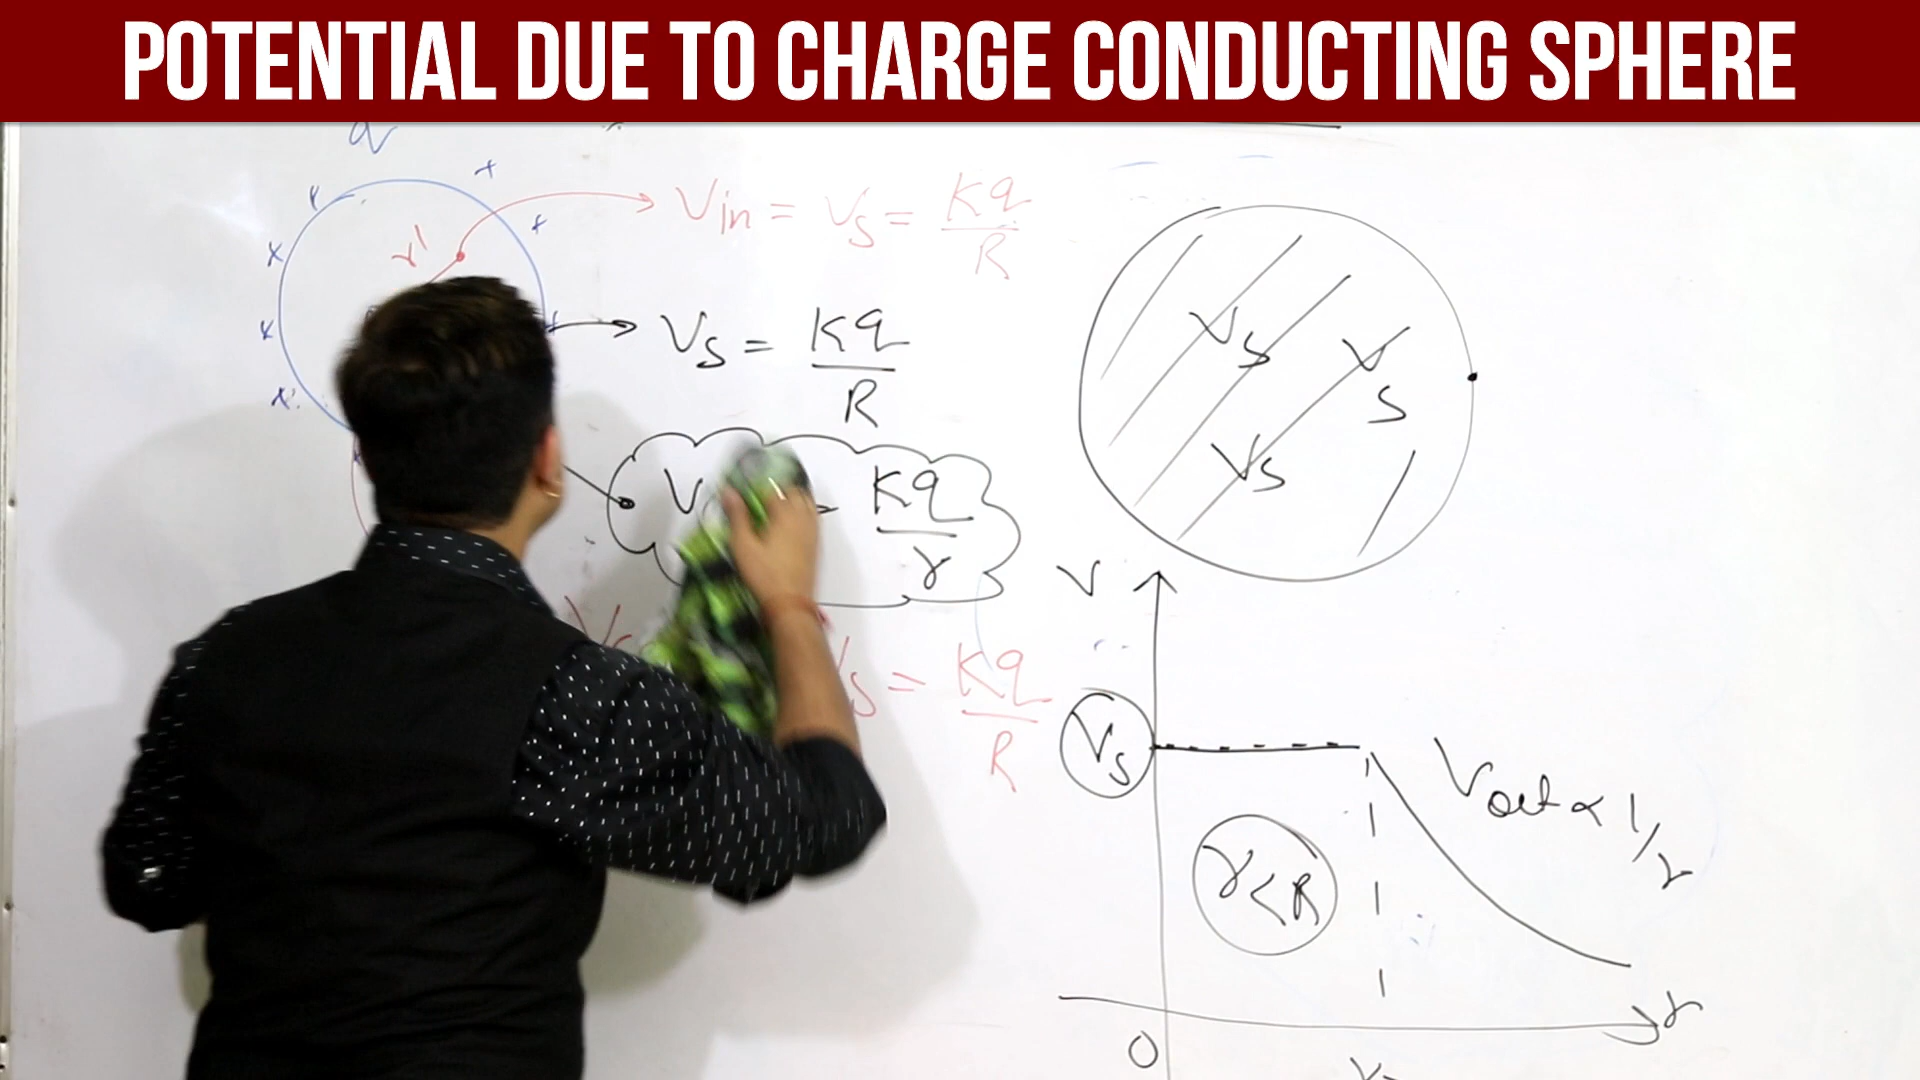 POTENTIAL DUE TO CHARGE CONDUCTING SPHERE
q
r'
Vin = Vs = Kq/R
Vs = Kq/R
V = Kq/r
Vs = Kq/R
Vs
Vs
Vs
V
Vs
Vout ∝ 1/r
r<R
r
0